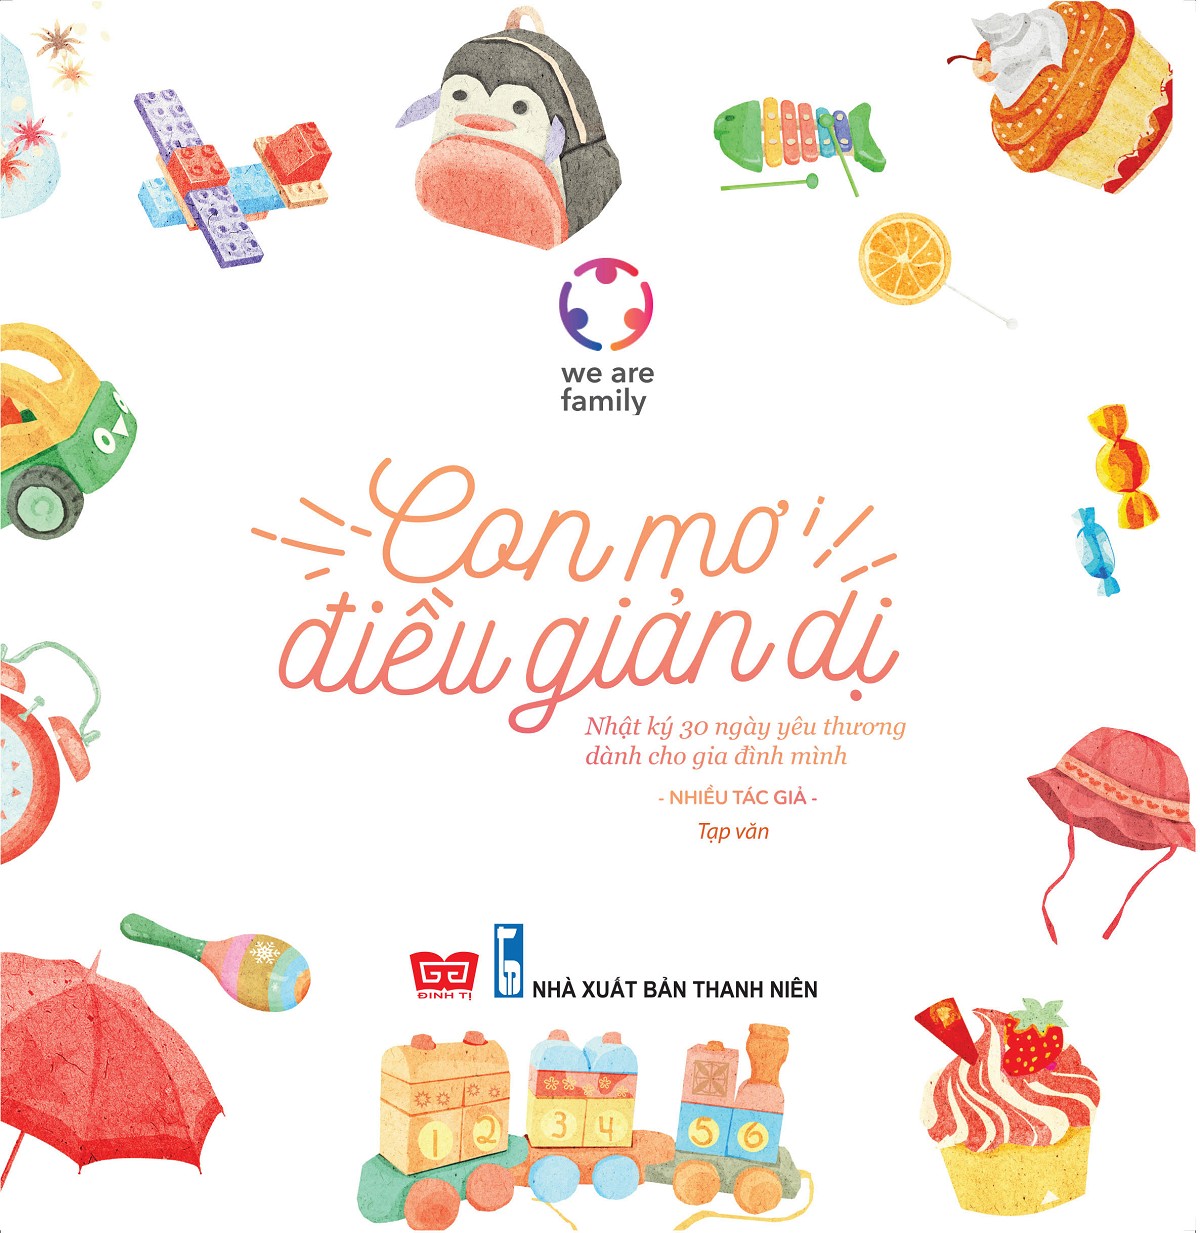 we are
family
Con mơ
điều giản dị
Nhật ký 30 ngày yêu thương
dành cho gia đình mình
- NHIỀU TÁC GIẢ -
Tạp văn
ĐINH TỊ
NHÀ XUẤT BẢN THANH NIÊN
1 2 3 4 5 6